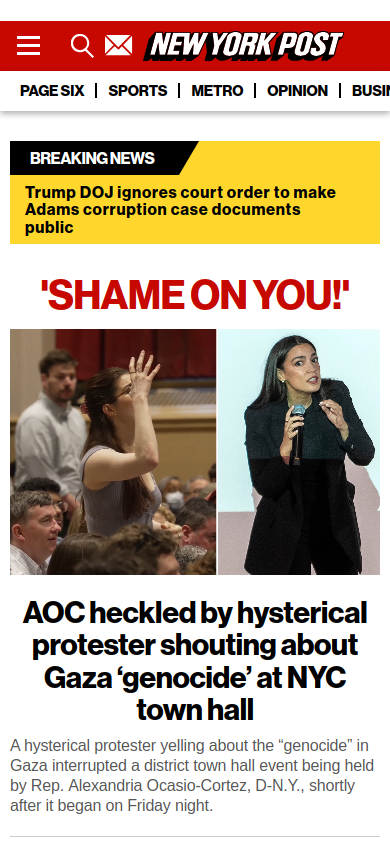 NEW YORK POST
PAGE SIX
SPORTS
METRO
OPINION
BUSI
BREAKING NEWS
Trump DOJ ignores court order to make
Adams corruption case documents
public
'SHAME ON YOU!'
AOC heckled by hysterical
protester shouting about
Gaza ‘genocide’ at NYC
town hall
A hysterical protester yelling about the “genocide” in
Gaza interrupted a district town hall event being held
by Rep. Alexandria Ocasio-Cortez, D-N.Y., shortly
after it began on Friday night.